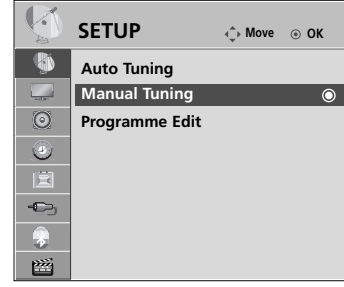 SETUP Move OK
Auto Tuning
Manual Tuning
Programme Edit